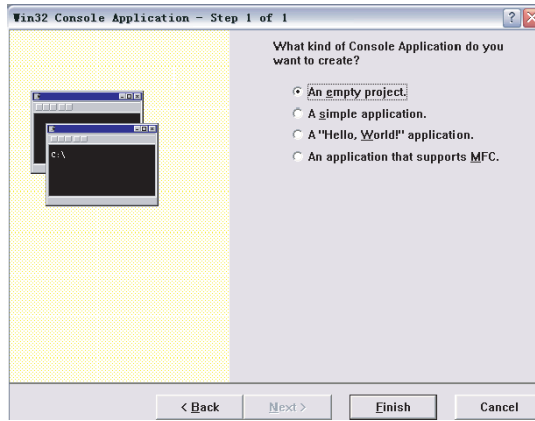 Win32 Console Application - Step 1 of 1
What kind of Console Application do you
want to create?
An empty project.
A simple application.
A "Hello, World!" application.
An application that supports MFC.
C:\
< Back
Next >
Finish
Cancel